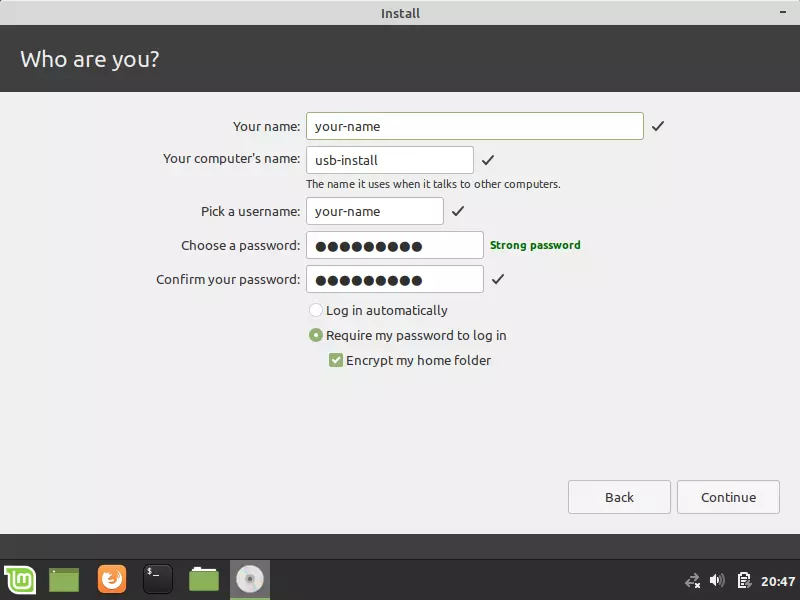 Install
Who are you?
Your name: your-name
Your computer's name: usb-install
The name it uses when it talks to other computers.
Pick a username: your-name
Choose a password: ●●●●●●●●● Strong password
Confirm your password: ●●●●●●●●●
Log in automatically
Require my password to log in
Encrypt my home folder
Back Continue
$_ 20:47